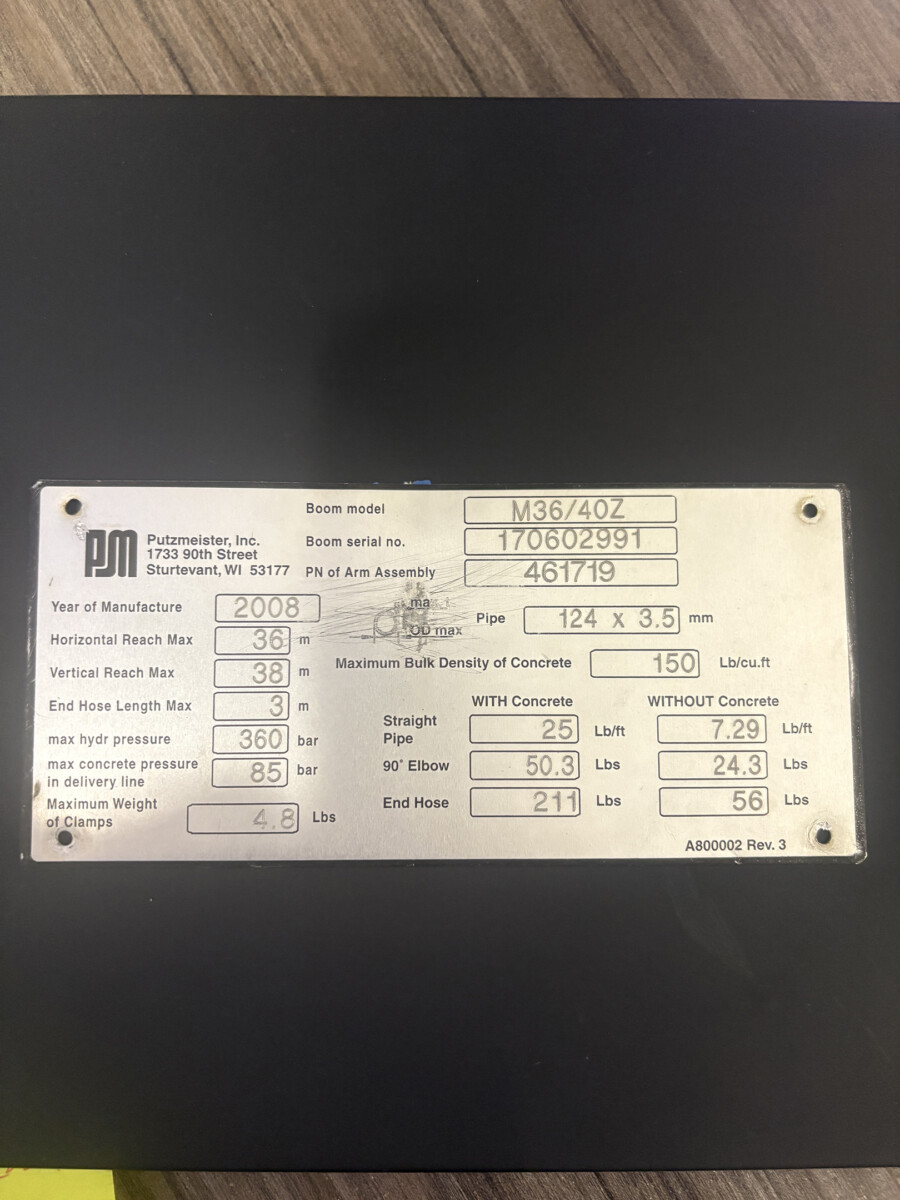 Boom model M36/40Z
PM Putzmeister, Inc.
1733 90th Street
Sturtevant, WI 53177
Boom serial no. 170602991
PN of Arm Assembly 461719
Year of Manufacture 2008
max
OD max
Pipe 124 x 3.5 mm
Horizontal Reach Max 36 m
Maximum Bulk Density of Concrete 150 Lb/cu.ft
Vertical Reach Max 38 m
End Hose Length Max 3 m
max hydr pressure 360 bar
max concrete pressure
in delivery line 85 bar
Maximum Weight
of Clamps 4.8 Lbs
WITH Concrete WITHOUT Concrete
Straight
Pipe 25 Lb/ft 7.29 Lb/ft
90° Elbow 50.3 Lbs 24.3 Lbs
End Hose 211 Lbs 56 Lbs
A800002 Rev. 3